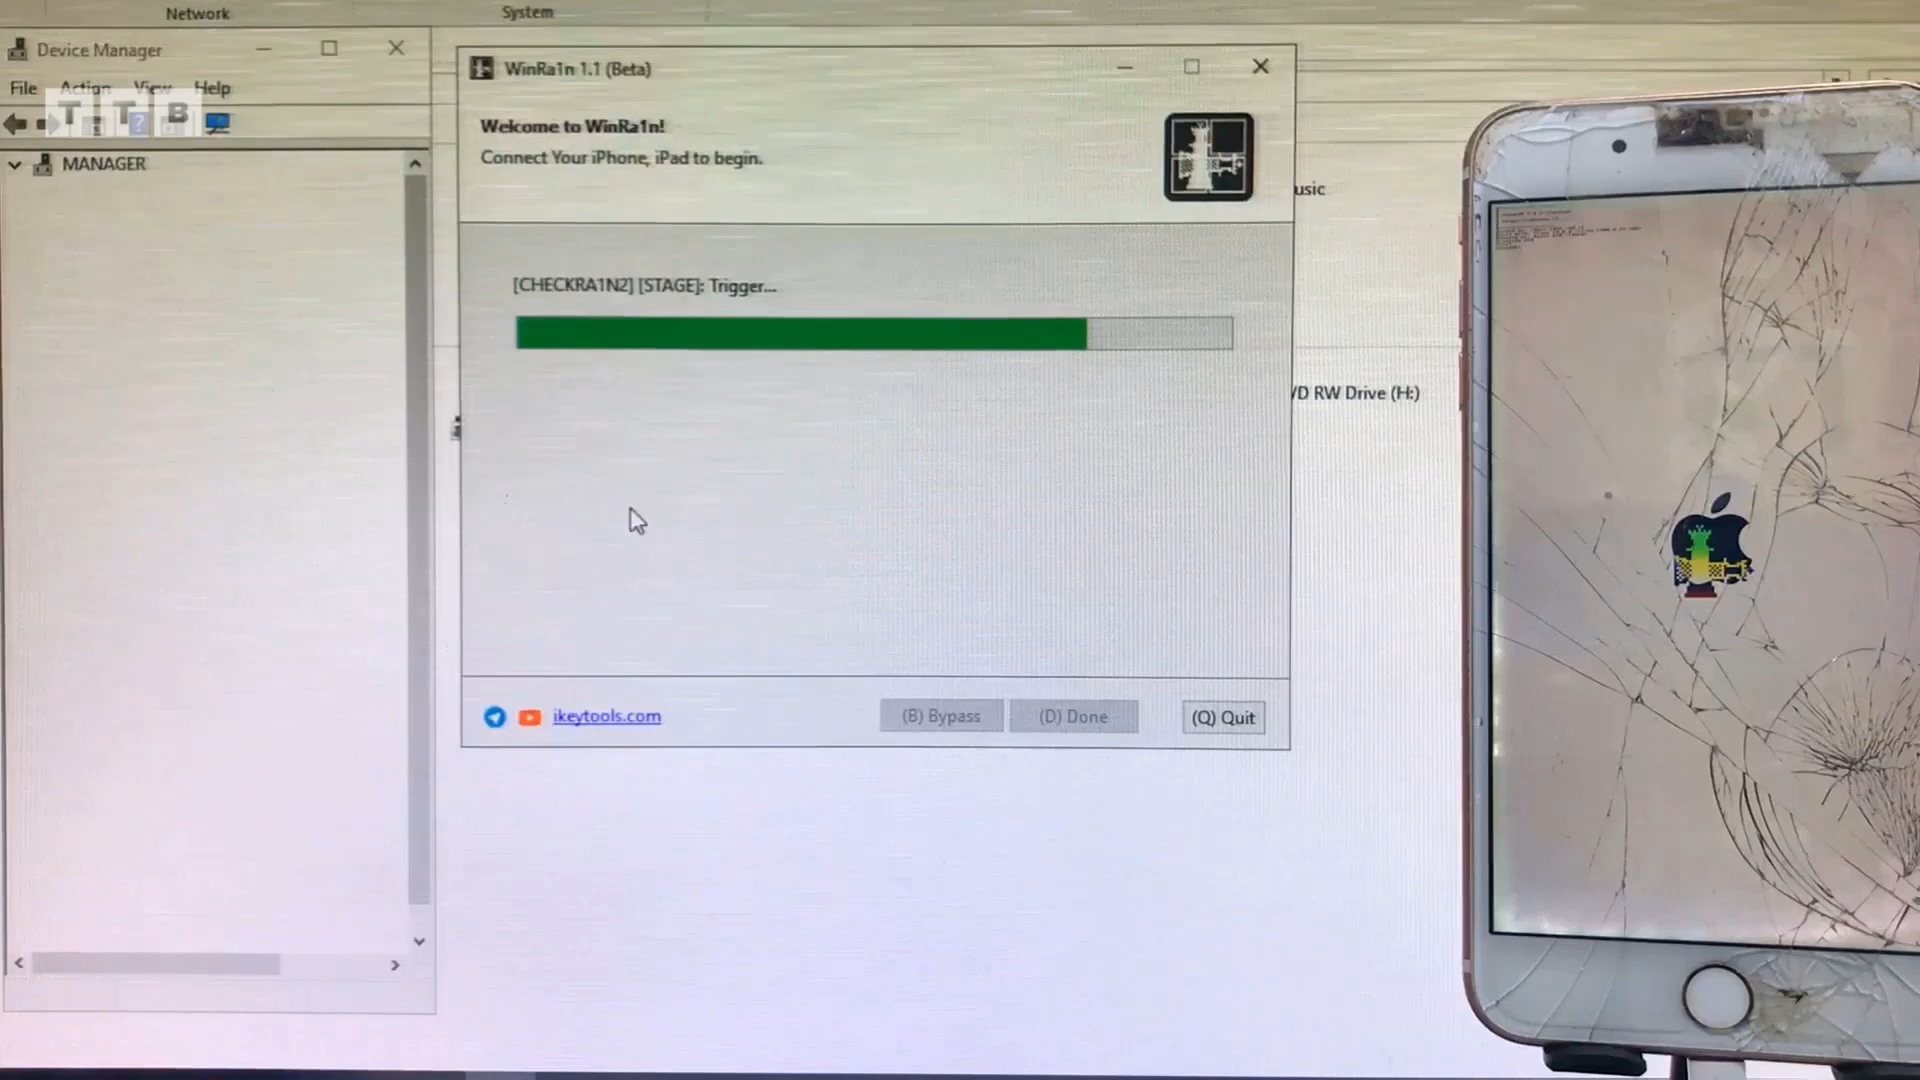 Network
System
Device Manager
File Action View Help
T T B
MANAGER
WinRa1n 1.1 (Beta)
Welcome to WinRa1n!
Connect Your iPhone, iPad to begin.
[CHECKRA1N2] [STAGE]: Trigger...
ikeytools.com
(B) Bypass
(D) Done
(Q) Quit
usic
/D RW Drive (H:)